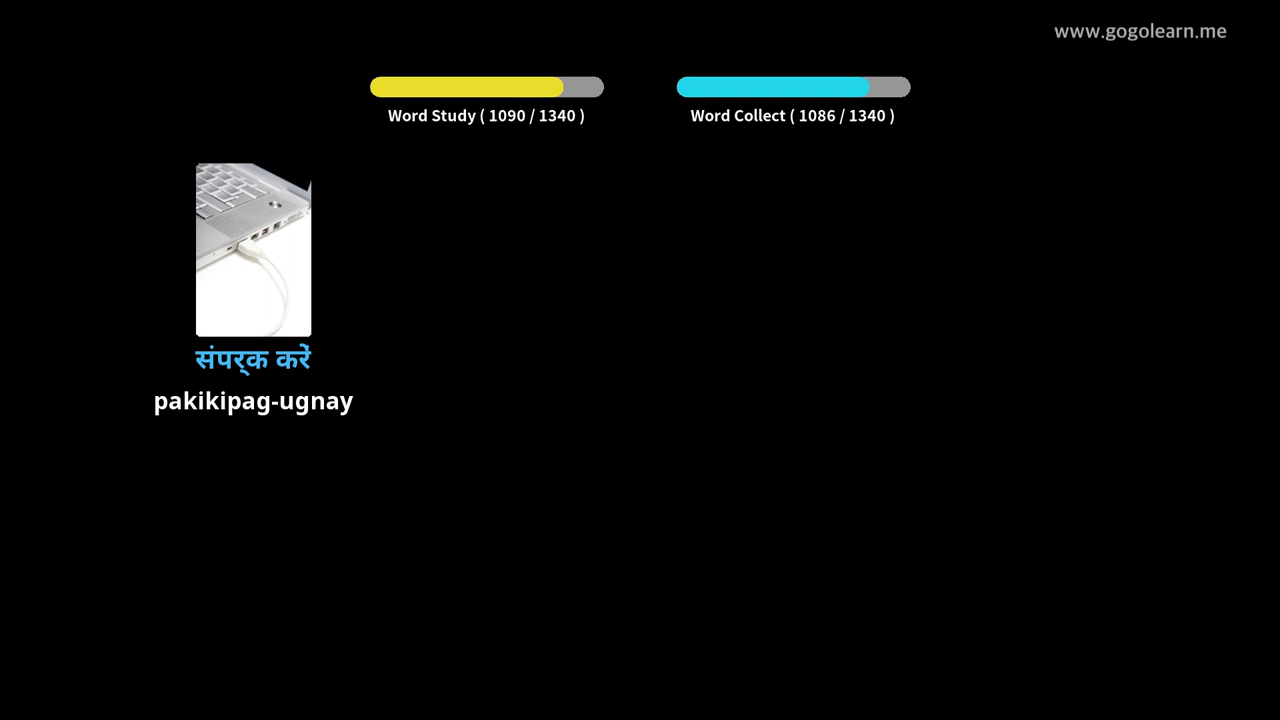 www.gogolearn.me
Word Study ( 1090 / 1340 )
Word Collect ( 1086 / 1340 )
संपर्क करें
pakikipag-ugnay